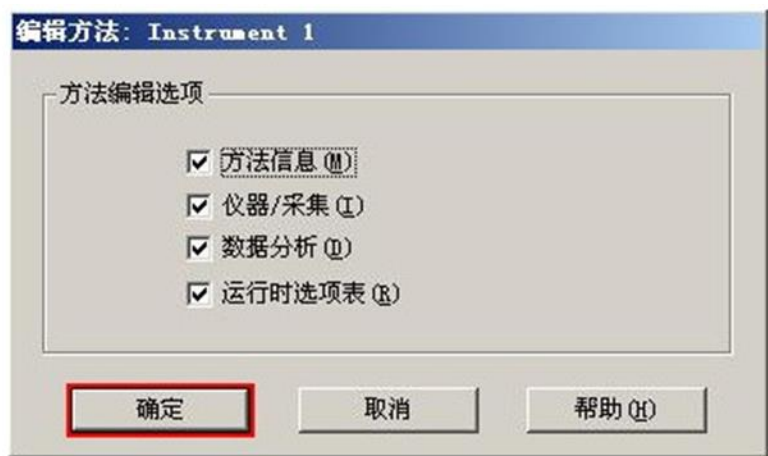 编辑方法: Instrument 1
方法编辑选项
方法信息(M)
仪器/采集(I)
数据分析(D)
运行时选项表(R)
确定 取消 帮助(H)